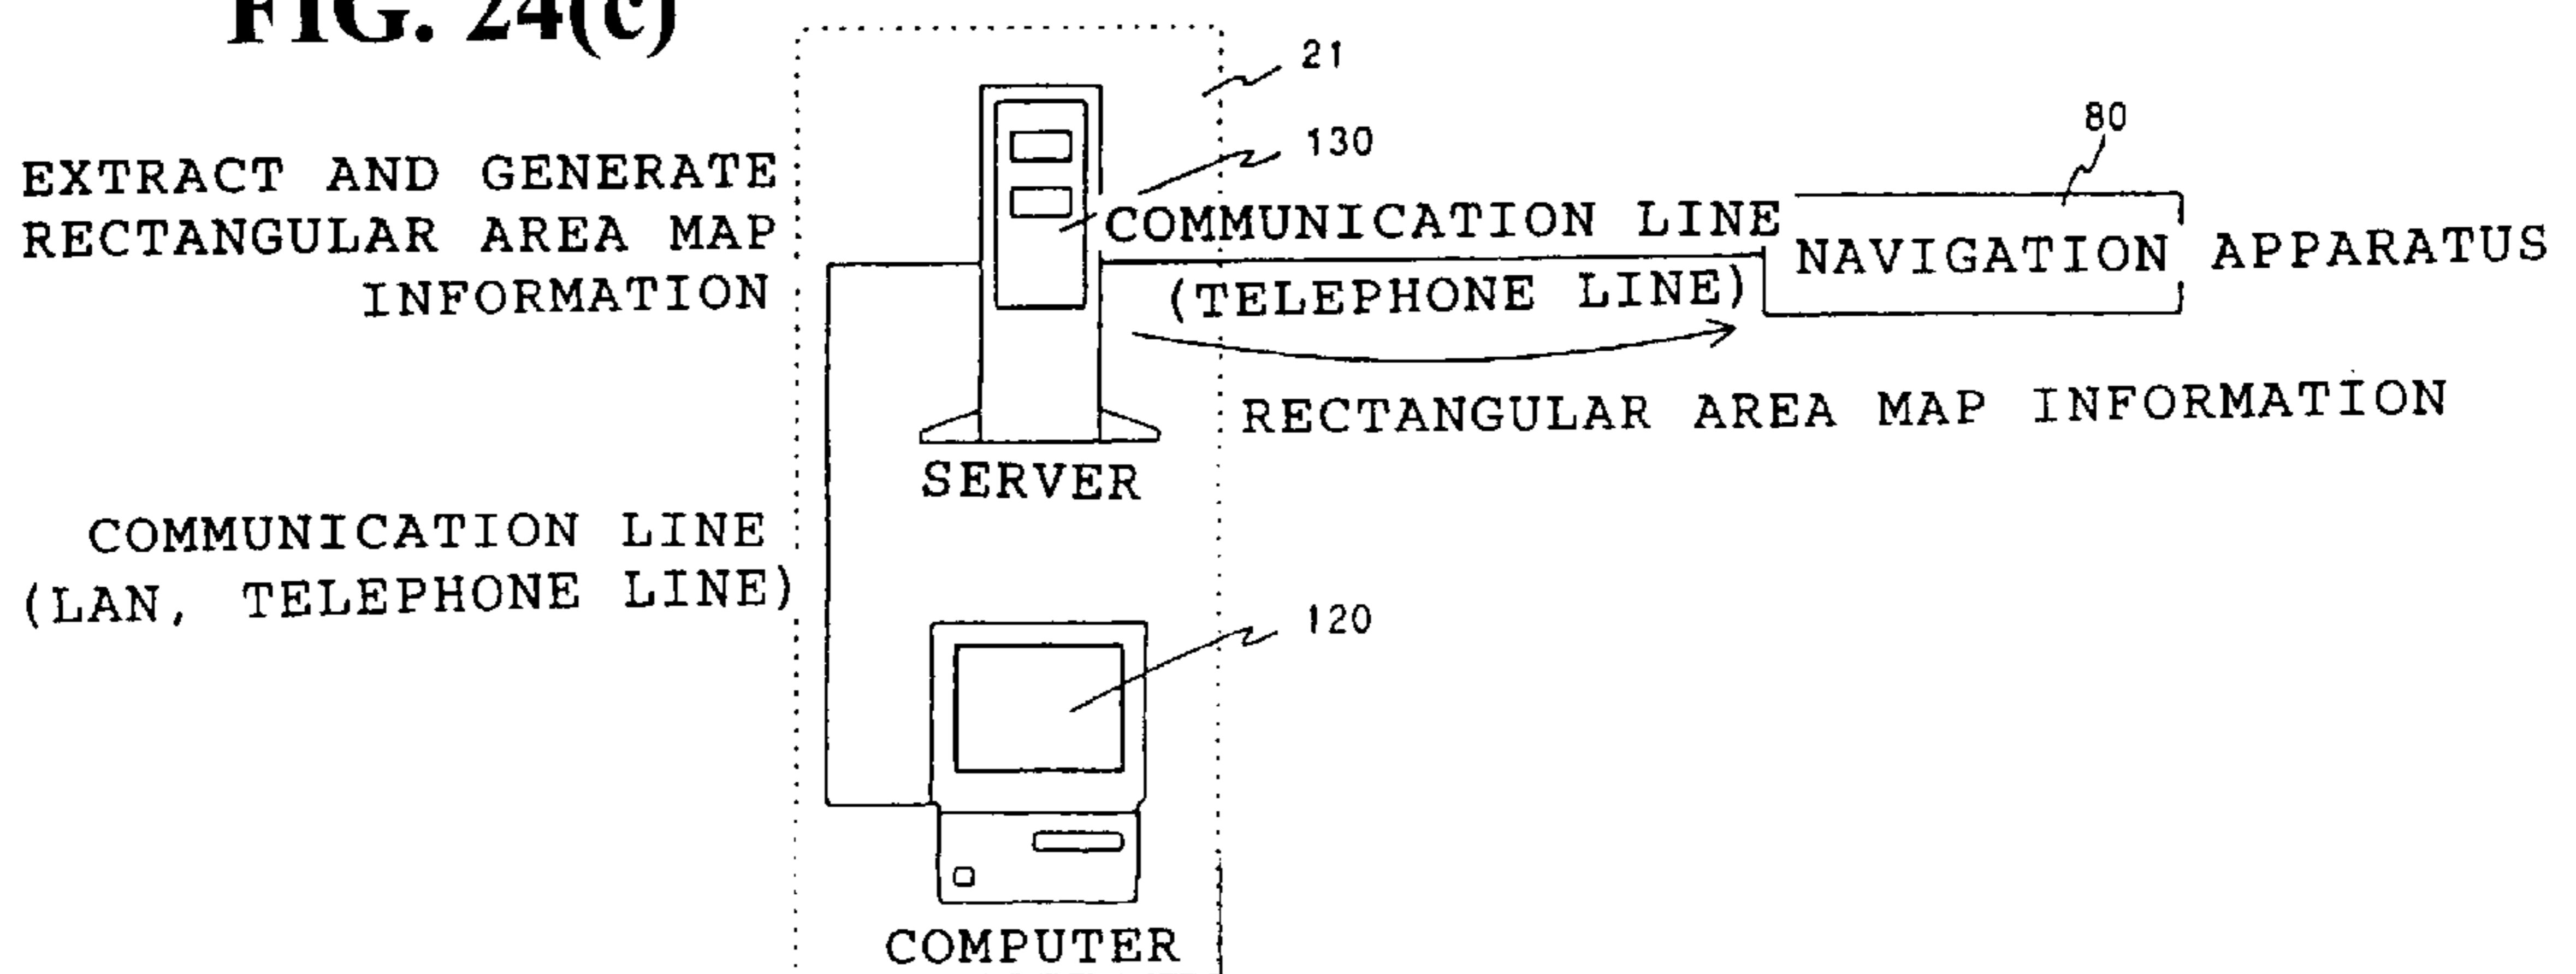 FIG. 24(c)
21
130
80
EXTRACT AND GENERATE
RECTANGULAR AREA MAP
INFORMATION
COMMUNICATION LINE
(TELEPHONE LINE)
NAVIGATION APPARATUS
RECTANGULAR AREA MAP INFORMATION
SERVER
COMMUNICATION LINE
(LAN, TELEPHONE LINE)
120
COMPUTER